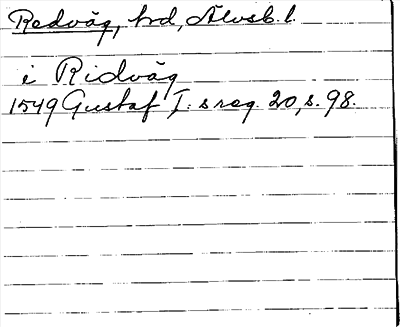 Redväg, hd, Älvsb. l.
i Ridvåg
1549 Gustaf I:s reg. 20, s. 98.